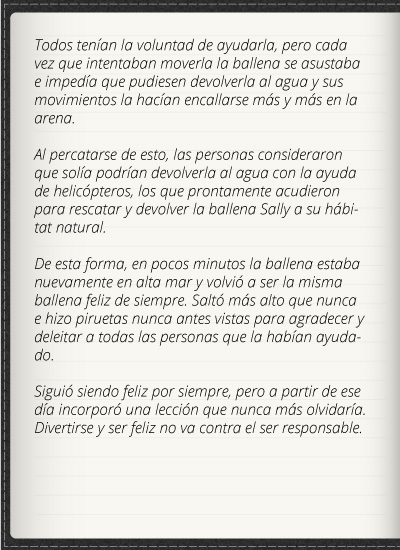 Todos tenían la voluntad de ayudarla, pero cada
vez que intentaban moverla la ballena se asustaba
e impedía que pudiesen devolverla al agua y sus
movimientos la hacían encallarse más y más en la
arena.
Al percatarse de esto, las personas consideraron
que solía podrían devolverla al agua con la ayuda
de helicópteros, los que prontamente acudieron
para rescatar y devolver la ballena Sally a su hábi-
tat natural.
De esta forma, en pocos minutos la ballena estaba
nuevamente en alta mar y volvió a ser la misma
ballena feliz de siempre. Saltó más alto que nunca
e hizo piruetas nunca antes vistas para agradecer y
deleitar a todas las personas que la habían ayuda-
do.
Siguió siendo feliz por siempre, pero a partir de ese
día incorporó una lección que nunca más olvidaría.
Divertirse y ser feliz no va contra el ser responsable.